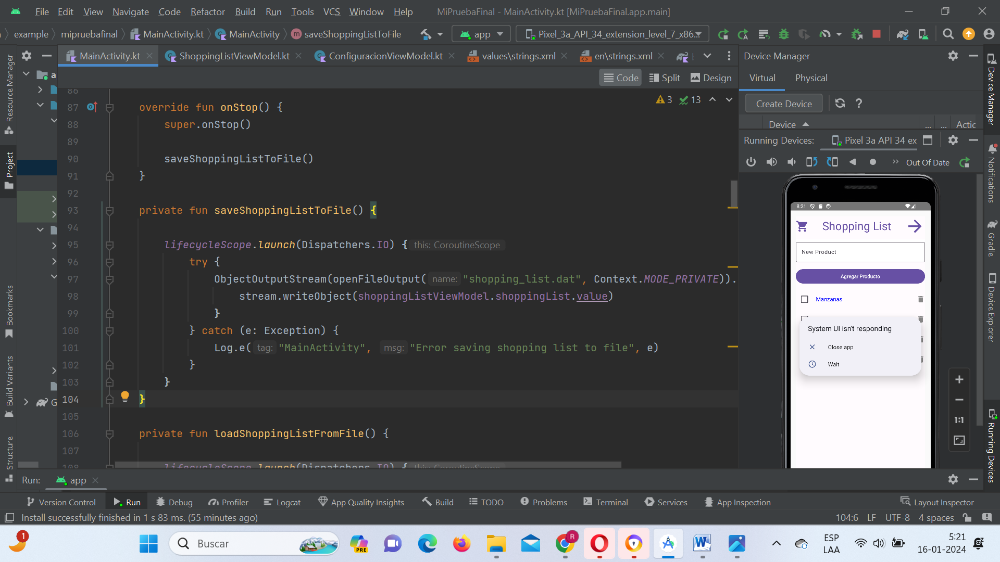 File Edit View Navigate Code Refactor Build Run Tools VCS Window Help MiPruebaFinal - MainActivity.kt [MiPruebaFinal.app.main]
example mipruebafinal MainActivity.kt MainActivity saveShoppingListToFile app Pixel_3a_API_34_extension_level_7_x86...
MainActivity.kt ShoppingListViewModel.kt ConfiguracionViewModel.kt values\strings.xml en\strings.xml
Code Split Design
3 13
86
87 override fun onStop() {
88 super.onStop()
89
90 saveShoppingListToFile()
91 }
92
93 private fun saveShoppingListToFile() {
94
95 lifecycleScope.launch(Dispatchers.IO) { this: CoroutineScope
96 try {
97 ObjectOutputStream(openFileOutput( name: "shopping_list.dat", Context.MODE_PRIVATE)).
98 stream.writeObject(shoppingListViewModel.shoppingList.value)
99 }
100 } catch (e: Exception) {
101 Log.e( tag: "MainActivity", msg: "Error saving shopping list to file", e)
102 }
103 }
104 }
105
106 private fun loadShoppingListFromFile() {
107
108 lifecycleScope.launch(Dispatchers.IO) { this: CoroutineScope
Resource Manager
Project
Bookmarks
Build Variants
Structure
a
G
Device Manager
Virtual Physical
Create Device ?
Device ... ... Actic
Running Devices: Pixel 3a API 34 ex
Out Of Date
8:21
Shopping List
New Product
Agregar Producto
Manzanas
System UI isn't responding
Close app
Wait
1:1
Device Manager
Notifications
Gradle
Device Explorer
Running Devices
Run: app
Version Control Run Debug Profiler Logcat App Quality Insights Build TODO Problems Terminal Services App Inspection Layout Inspector
Install successfully finished in 1 s 83 ms. (55 minutes ago) 104:6 LF UTF-8 4 spaces
1
Buscar
PRE
R
ESP
LAA
5:21
16-01-2024